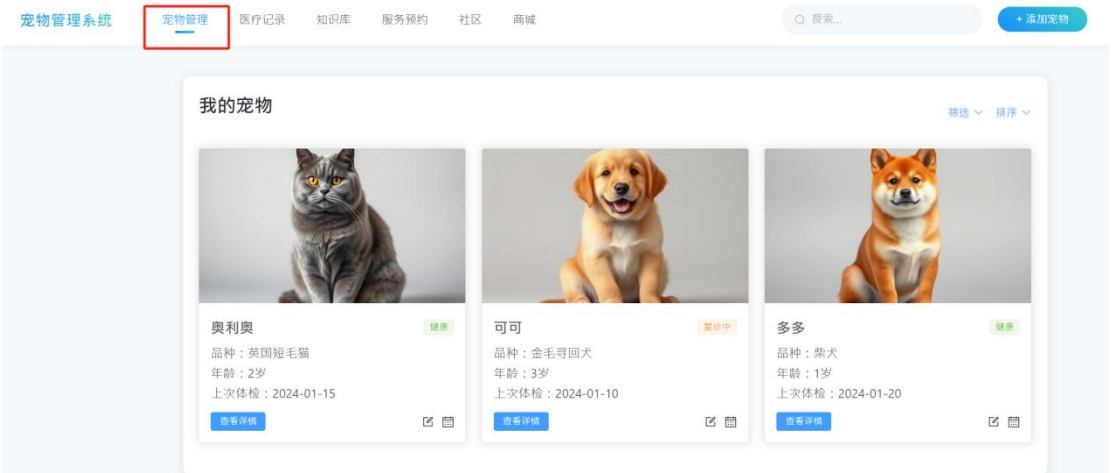 宠物管理系统 宠物管理 医疗记录 知识库 服务预约 社区 商城 搜索... + 添加宠物
我的宠物
筛选 排序
奥利奥 健康
品种：英国短毛猫
年龄：2岁
上次体检：2024-01-15
查看详情
可可 复诊中
品种：金毛寻回犬
年龄：3岁
上次体检：2024-01-10
查看详情
多多 健康
品种：柴犬
年龄：1岁
上次体检：2024-01-20
查看详情